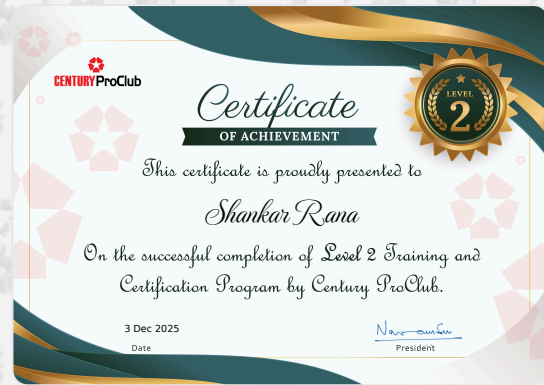 CENTURY ProClub
Certificate
OF ACHIEVEMENT
LEVEL
2
This certificate is proudly presented to
Shankar Rana
On the successful completion of Level 2 Training and
Certification Program by Century ProClub.
3 Dec 2025
Date
President